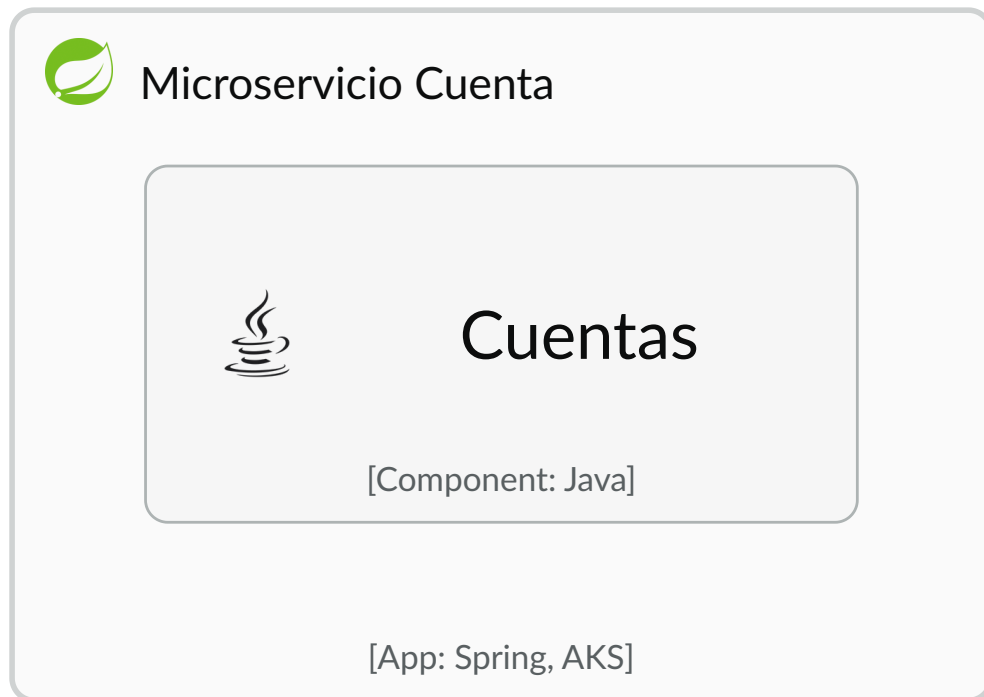 Microservicio Cuenta
Cuentas
[Component: Java]
[App: Spring, AKS]